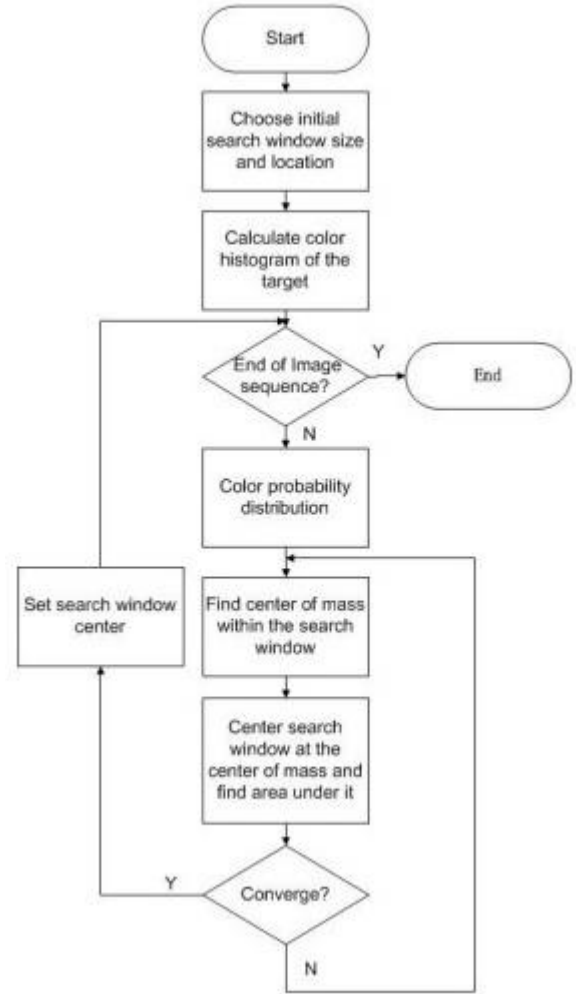 Start
Choose initial
search window size
and location
Calculate color
histogram of the
target
End of Image
sequence?
Y
End
N
Color probability
distribution
Set search window
center
Find center of mass
within the search
window
Center search
window at the
center of mass and
find area under it
Converge?
Y
N